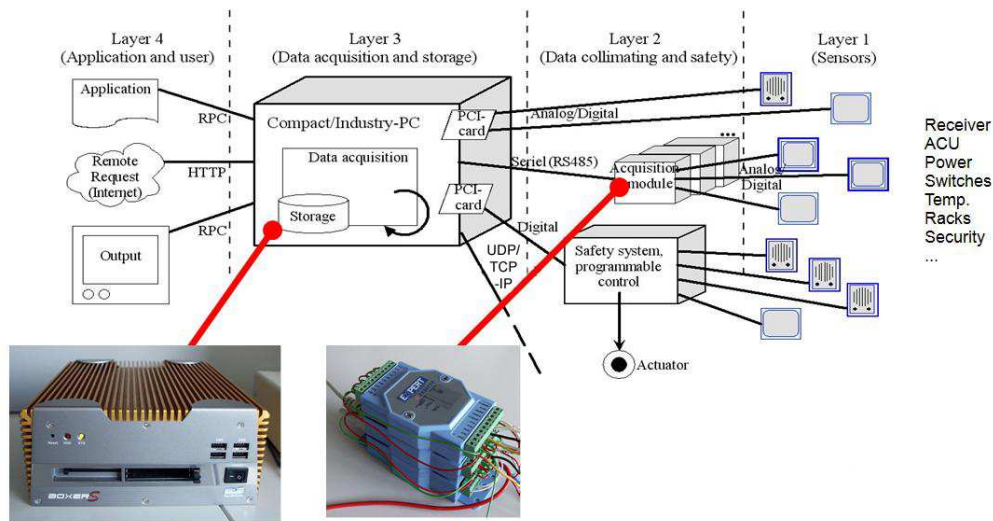 Layer 4
(Application and user)
Layer 3
(Data acquisition and storage)
Layer 2
(Data collimating and safety)
Layer 1
(Sensors)
Application
RPC
Remote
Request
(Internet)
HTTP
Output
RPC
Compact/Industry-PC
Data acquisition
Storage
PCI-
card
PCI-
card
Analog/Digital
Seriel (RS485)
Digital
UDP/
TCP
-IP
...
Acquisition
module
Analog/
Digital
Safety system,
programmable
control
Actuator
Receiver
ACU
Power
Switches
Temp.
Racks
Security
...
BOXERS
EXPERT